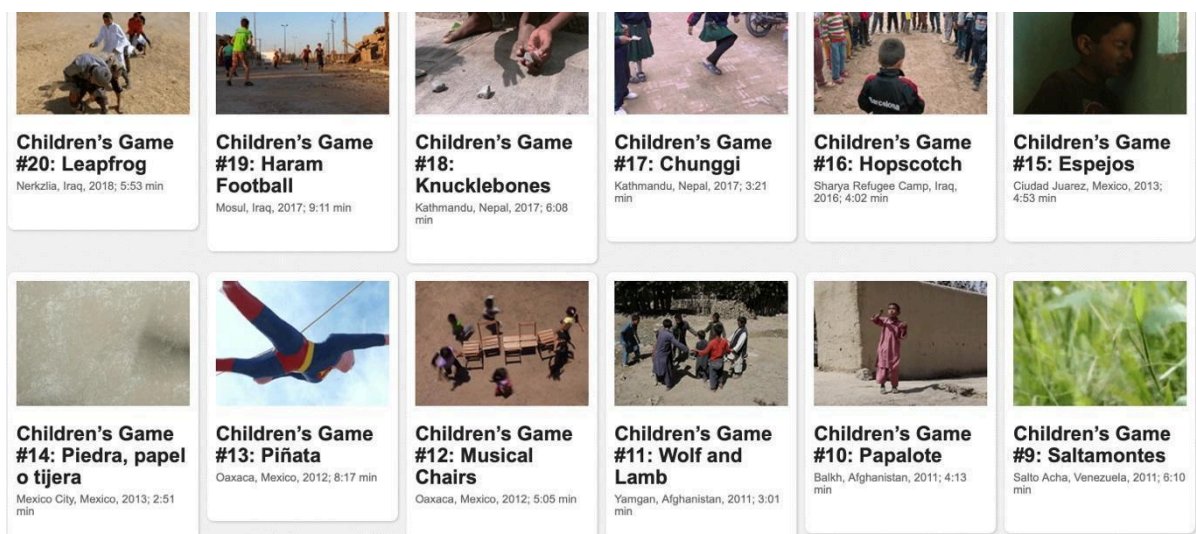 Barcelona
Children's Game
#20: Leapfrog
Nerkzlia, Iraq, 2018; 5:53 min
Children's Game
#19: Haram
Football
Mosul, Iraq, 2017; 9:11 min
Children's Game
#18:
Knucklebones
Kathmandu, Nepal, 2017; 6:08
min
Children's Game
#17: Chunggi
Kathmandu, Nepal, 2017; 3:21
min
Children's Game
#16: Hopscotch
Sharya Refugee Camp, Iraq,
2016; 4:02 min
Children's Game
#15: Espejos
Ciudad Juarez, Mexico, 2013;
4:53 min
Children's Game
#14: Piedra, papel
o tijera
Mexico City, Mexico, 2013; 2:51
min
Children's Game
#13: Piñata
Oaxaca, Mexico, 2012; 8:17 min
Children's Game
#12: Musical
Chairs
Oaxaca, Mexico, 2012; 5:05 min
Children's Game
#11: Wolf and
Lamb
Yamgan, Afghanistan, 2011; 3:01
min
Children's Game
#10: Papalote
Balkh, Afghanistan, 2011; 4:13
min
Children's Game
#9: Saltamontes
Salto Acha, Venezuela, 2011; 6:10
min